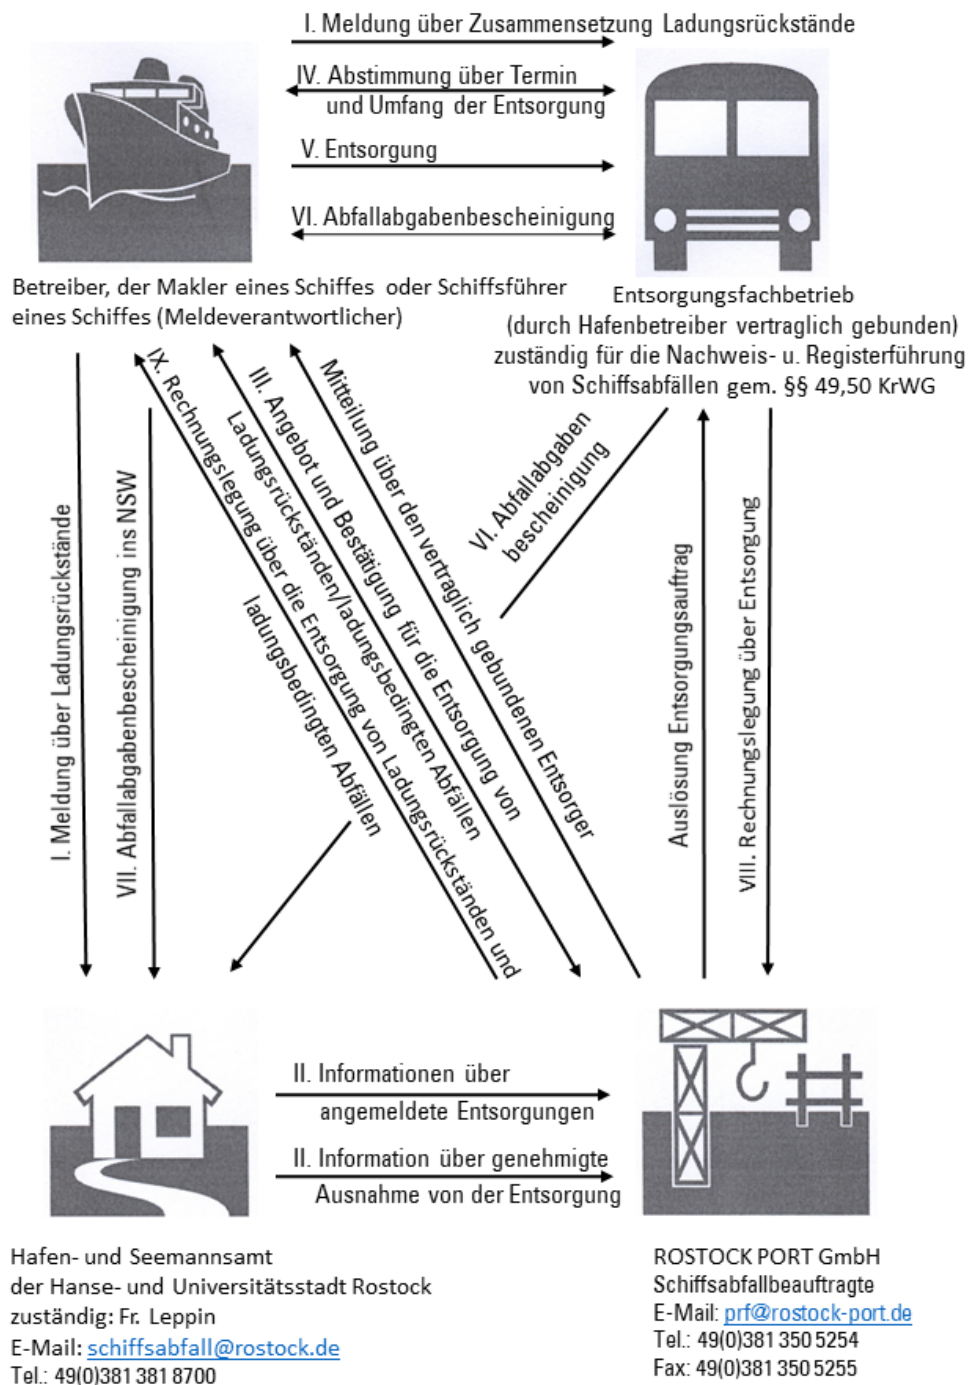 I. Meldung über Zusammensetzung Ladungsrückstände
IV. Abstimmung über Termin
und Umfang der Entsorgung
V. Entsorgung
VI. Abfallabgabenbescheinigung
Betreiber, der Makler eines Schiffes oder Schiffsführer
eines Schiffes (Meldeverantwortlicher)
Entsorgungsfachbetrieb
(durch Hafenbetreiber vertraglich gebunden)
zuständig für die Nachweis- u. Registerführung
von Schiffsabfällen gem. §§ 49,50 KrWG
I. Meldung über Ladungsrückstände
VII. Abfallabgabenbescheinigung ins NSW
IX. Rechnungslegung über die Entsorgung von Ladungsrückständen und
ladungsbedingten Abfällen
III. Angebot und Bestätigung für die Entsorgung von
Ladungsrückständen/ladungsbedingten Abfällen
Mitteilung über den vertraglich gebundenen Entsorger
VI. Abfallabgaben
bescheinigung
Auslösung Entsorgungsauftrag
VIII. Rechnungslegung über Entsorgung
II. Informationen über
angemeldete Entsorgungen
II. Information über genehmigte
Ausnahme von der Entsorgung
Hafen- und Seemannsamt
der Hanse- und Universitätsstadt Rostock
zuständig: Fr. Leppin
E-Mail: schiffsabfall@rostock.de
Tel.: 49(0)381 381 8700
ROSTOCK PORT GmbH
Schiffsabfallbeauftragte
E-Mail: prf@rostock-port.de
Tel.: 49(0)381 350 5254
Fax: 49(0)381 350 5255